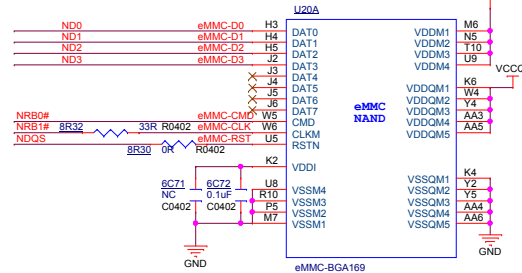 U20A
ND0 eMMC-D0 H3 DAT0 VDDM1 M6
ND1 eMMC-D1 H4 DAT1 VDDM2 N5
ND2 eMMC-D2 H5 DAT2 VDDM3 T10
ND3 eMMC-D3 J2 DAT3 VDDM4 U9
J3 DAT4 VCCQ
J4 DAT5 VDDQM1 K6
J5 DAT6 eMMC VDDQM2 W4
J6 DAT7 NAND VDDQM3 Y4
NRB0# eMMC-CMD W5 CMD VDDQM4 AA3
NRB1# 8R32 33R R0402 eMMC-CLK W6 CLKM VDDQM5 AA5
NDQS 8R30 0R R0402 eMMC-RST U5 RSTN
K2 VDDI
VSSQM1 K4
6C71 6C72 U8 VSSM4 VSSQM2 Y2
NC 0.1uF R10 VSSM3 VSSQM3 Y5
C0402 C0402 P5 VSSM2 VSSQM4 AA4
M7 VSSM1 VSSQM5 AA6
GND GND
eMMC-BGA169